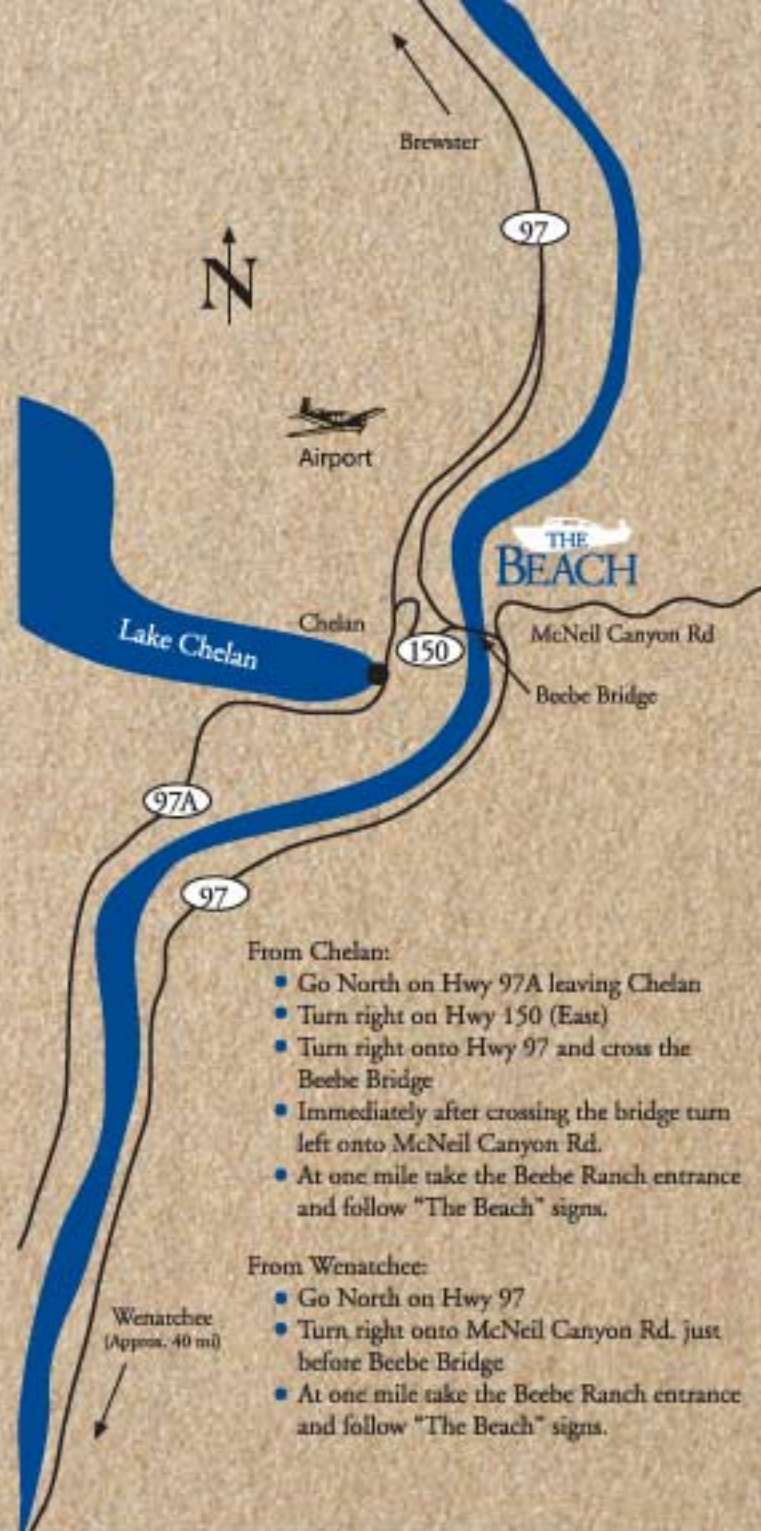 Brewster
97
N
Airport
THE
BEACH
Chelan
Lake Chelan
150
McNeil Canyon Rd
Beebe Bridge
97A
97
From Chelan:
Go North on Hwy 97A leaving Chelan
Turn right on Hwy 150 (East)
Turn right onto Hwy 97 and cross the
Beebe Bridge
Immediately after crossing the bridge turn
left onto McNeil Canyon Rd.
At one mile take the Beebe Ranch entrance
and follow "The Beach" signs.
From Wenatchee:
Go North on Hwy 97
Turn right onto McNeil Canyon Rd. just
before Beebe Bridge
At one mile take the Beebe Ranch entrance
and follow "The Beach" signs.
Wenatchee
(Approx. 40 mi)